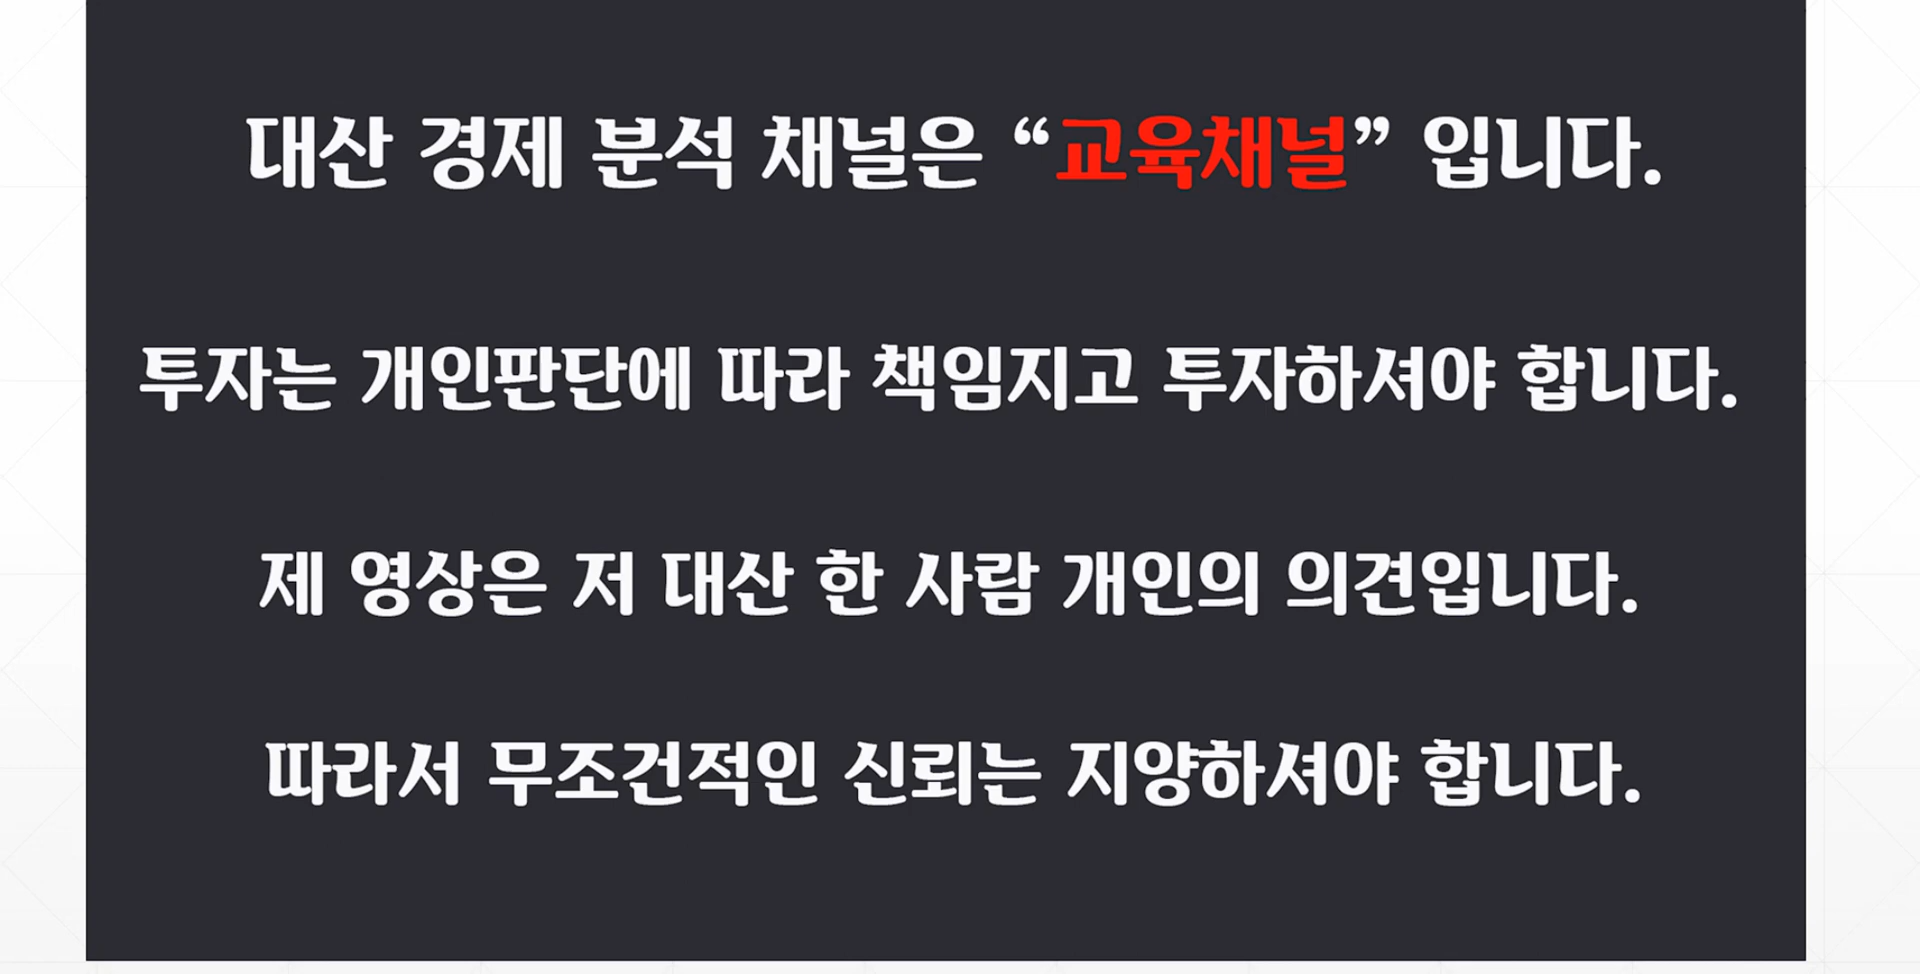 대산 경제 분석 채널은 “교육채널” 입니다.
투자는 개인판단에 따라 책임지고 투자하셔야 합니다.
제 영상은 저 대산 한 사람 개인의 의견입니다.
따라서 무조건적인 신뢰는 지양하셔야 합니다.